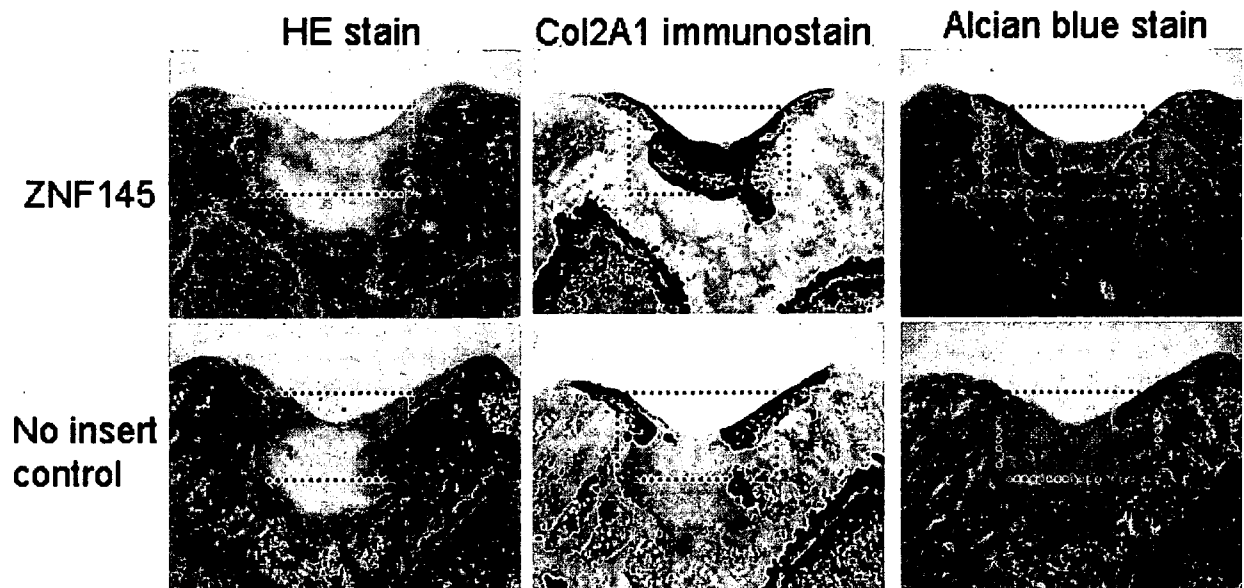 HE stain
Col2A1 immunostain
Alcian blue stain
ZNF145
No insert
control